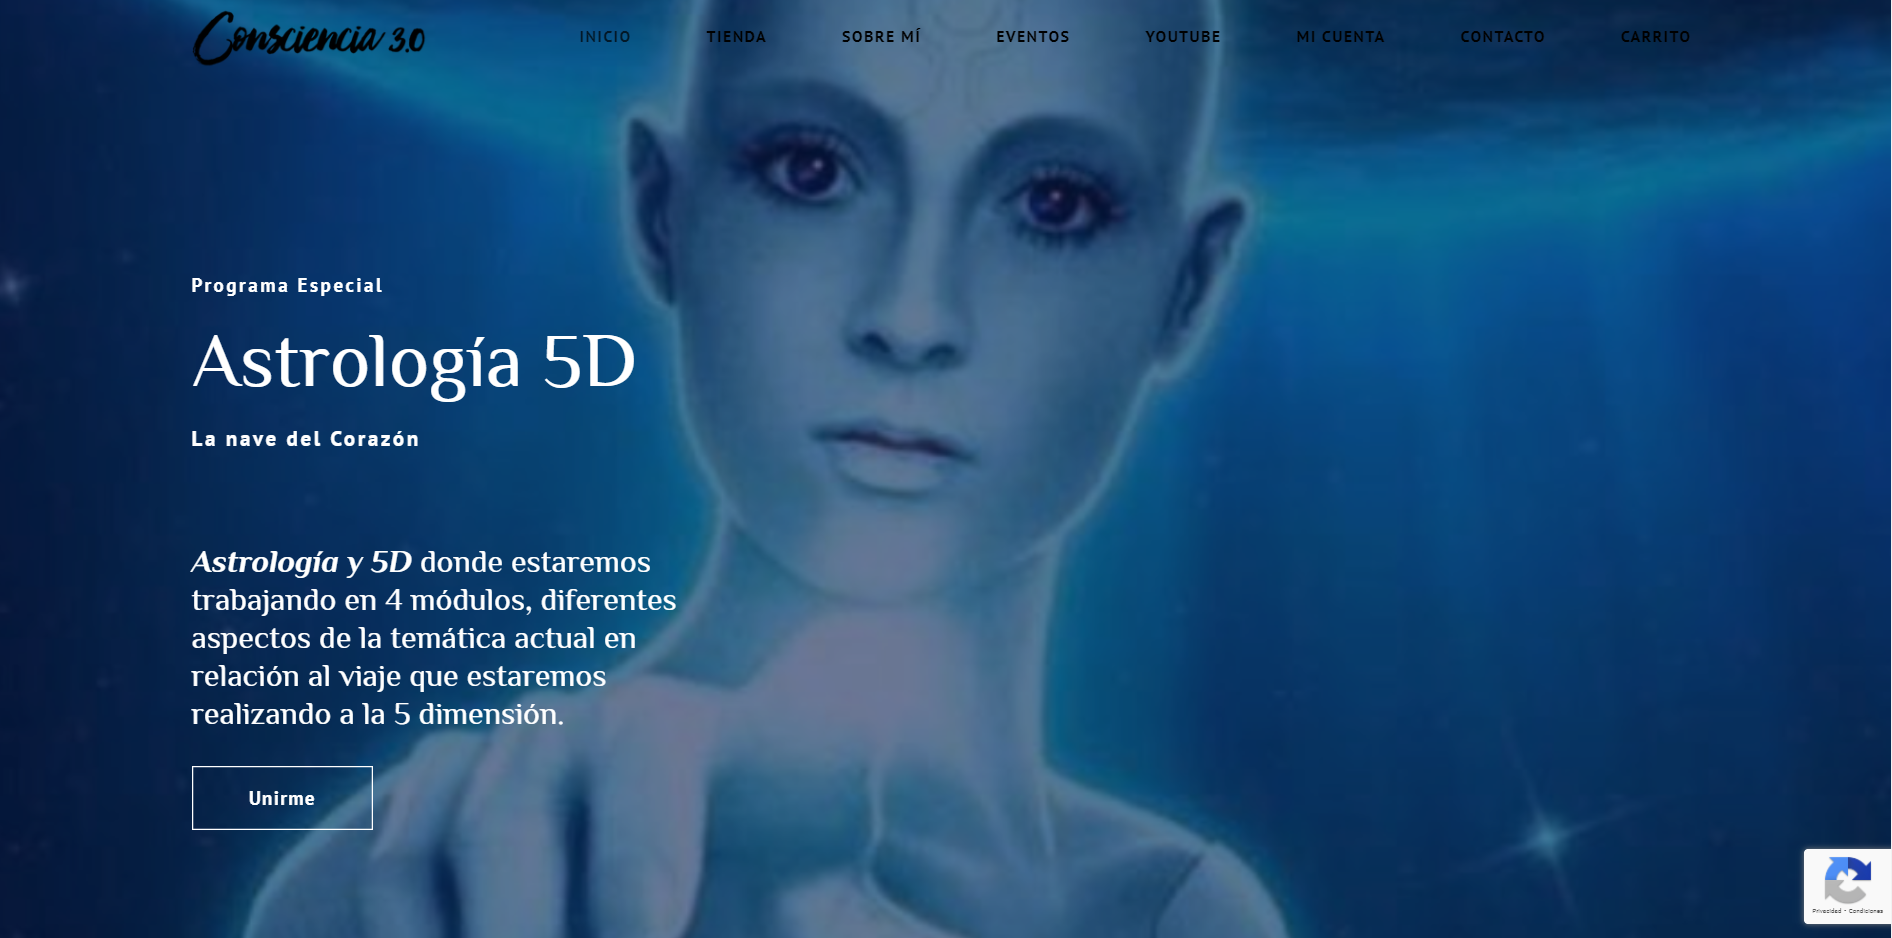 Consciencia 3.0
INICIO
TIENDA
SOBRE MÍ
EVENTOS
YOUTUBE
MI CUENTA
CONTACTO
CARRITO
Programa Especial
Astrología 5D
La nave del Corazón
Astrología y 5D donde estaremos
trabajando en 4 módulos, diferentes
aspectos de la temática actual en
relación al viaje que estaremos
realizando a la 5 dimensión.
Unirme
Privacidad - Condiciones